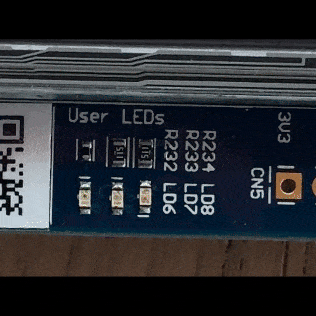 User LEDs
R234
R233
R232
LD8
LD7
LD6
3V3
CN5